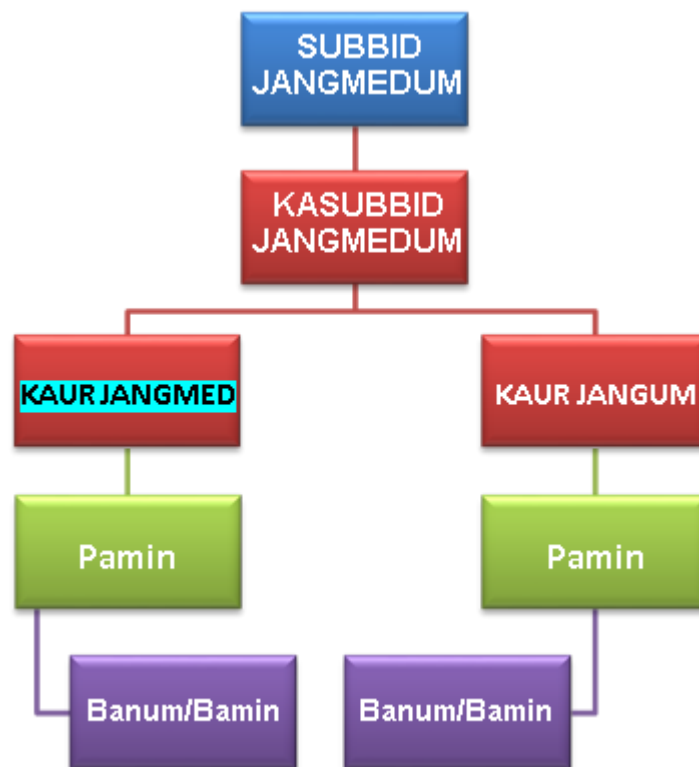 SUBBID
JANGMEDUM
KASUBBID
JANGMEDUM
KAUR JANGMED
KAUR JANGUM
Pamin
Pamin
Banum/Bamin
Banum/Bamin